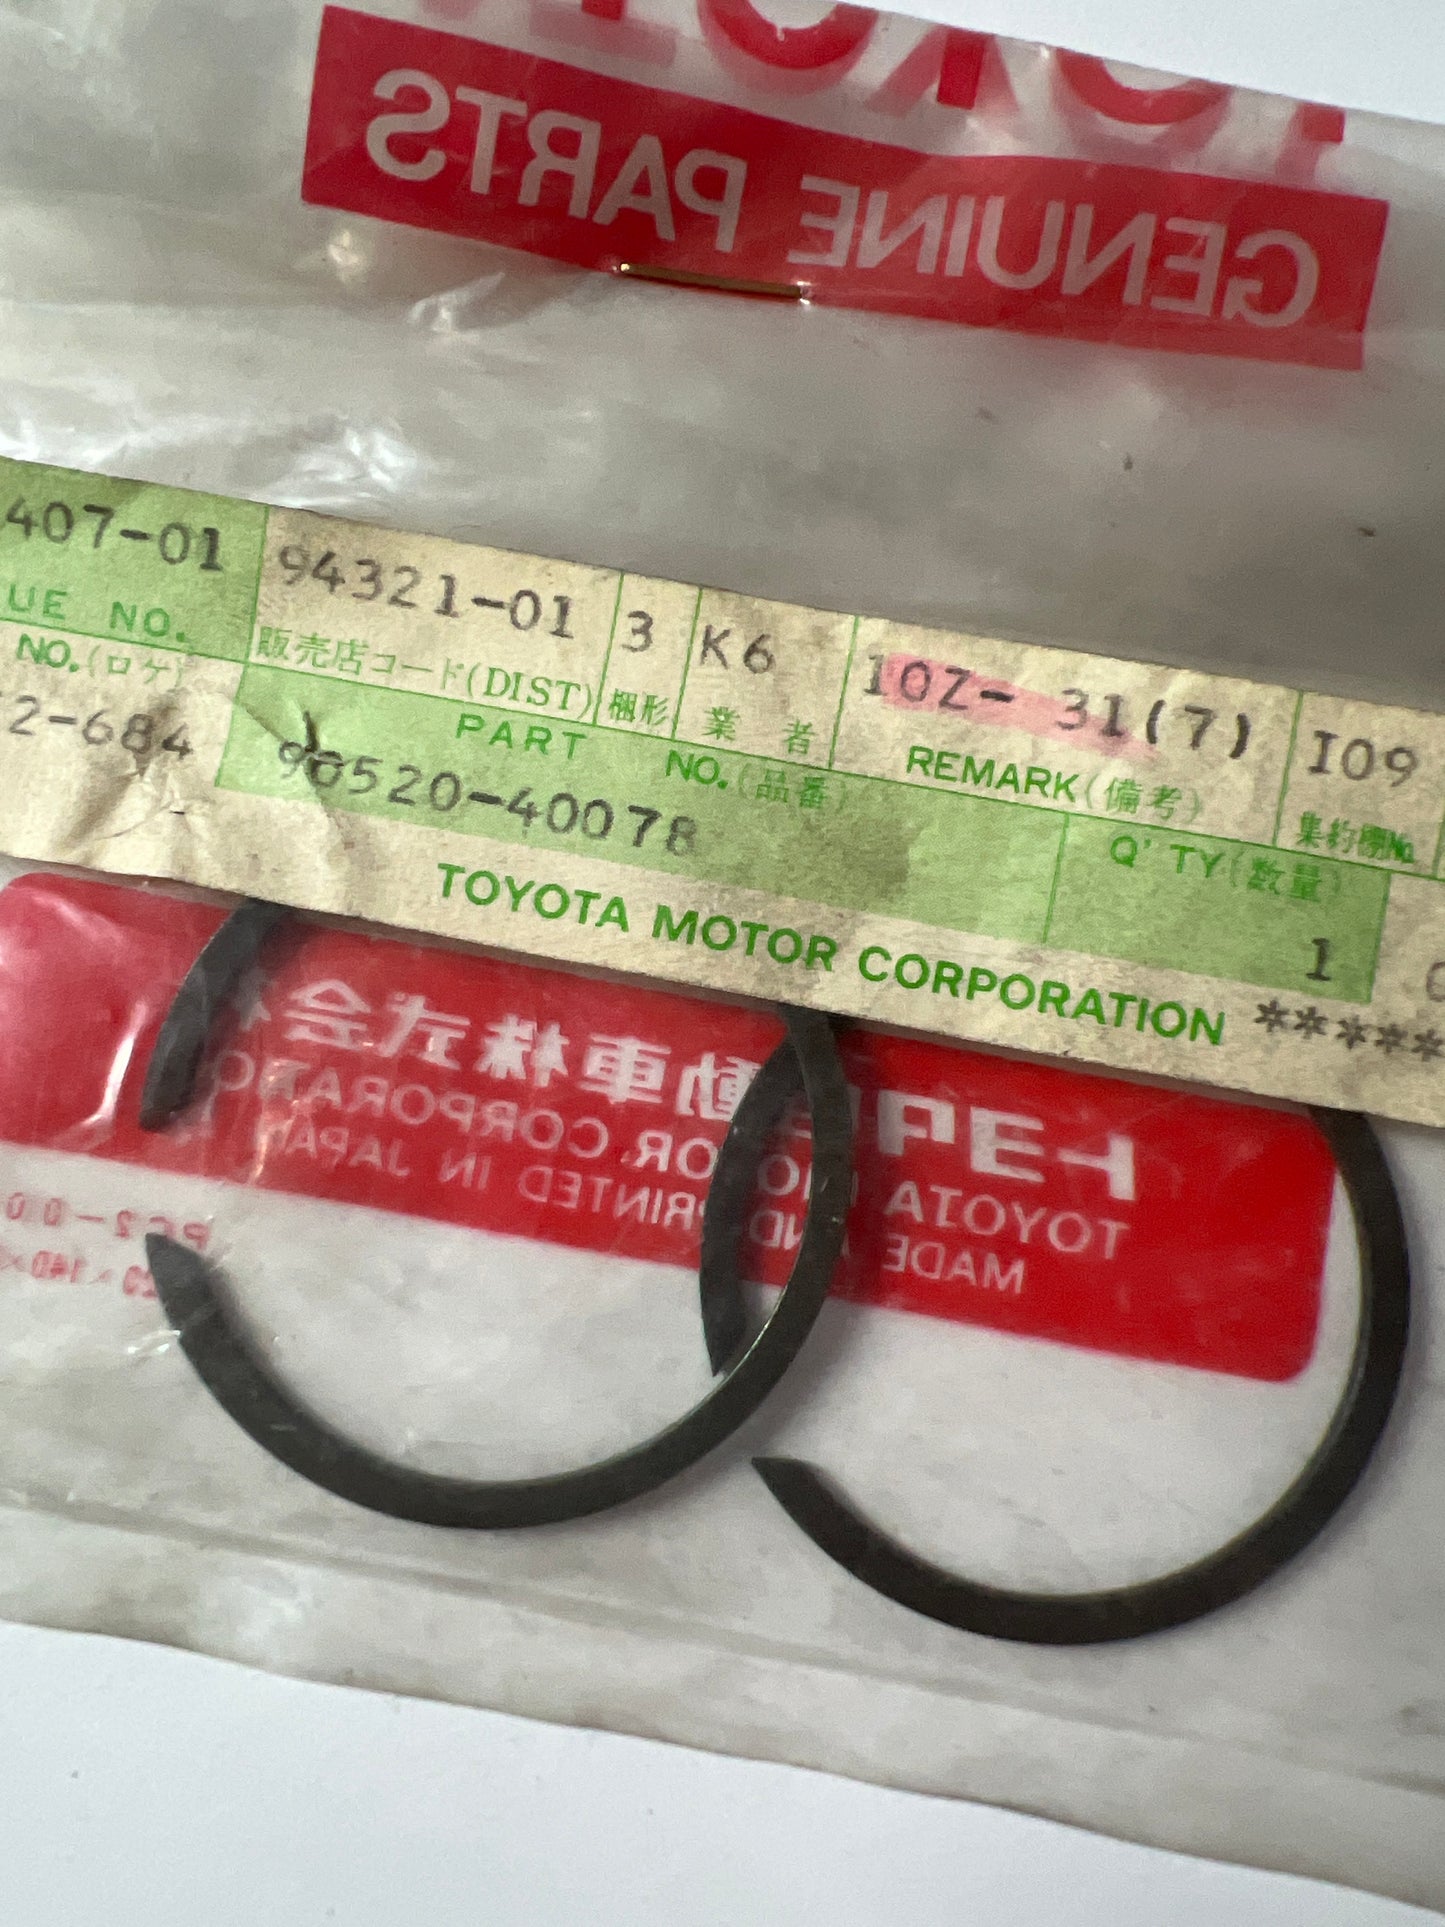 GENUINE PARTS
407-01 94321-01 3 K6 10Z- 31(7) I09
UE NO. 販売店コード(DIST) 梱形 業者 REMARK(備考) 集約棚No.
NO.(ロケ) PART NO.(品番) Q'TY(数量)
2-684 90520-40078 1
TOYOTA MOTOR CORPORATION *****
トヨタ自動車株式会
TOYOTA MOTOR CORPORATIO
MADE AND PRINTED IN JAPAN